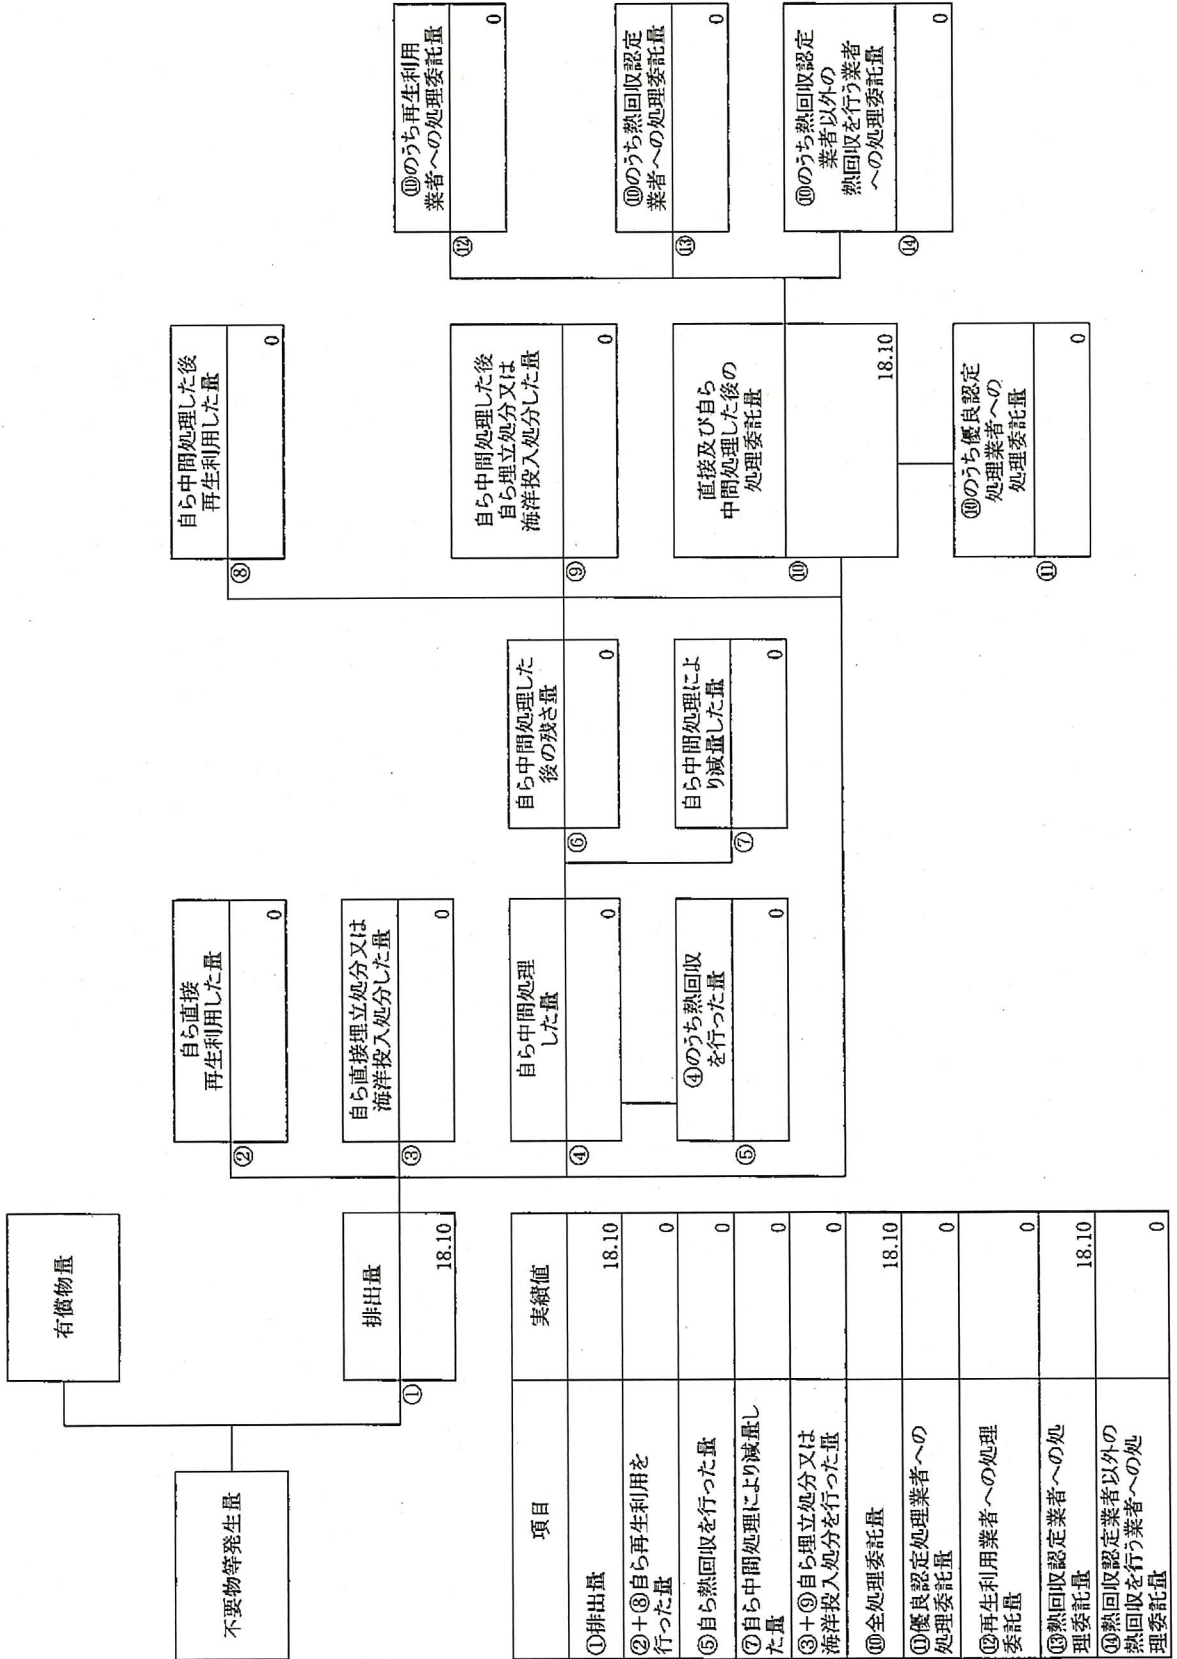 不要物等発生量
有償物量
排出量
①
18.10
②
自ら直接
再生利用した量
0
③
自ら直接埋立処分又は
海洋投入処分した量
0
④
自ら中間処理
した量
0
⑤
④のうち熱回収
を行った量
0
⑥
自ら中間処理した
後の残さ量
0
⑦
自ら中間処理によ
り減量した量
0
⑧
自ら中間処理した後
再生利用した量
0
⑨
自ら中間処理した後
自ら埋立処分又は
海洋投入処分した量
0
⑩
直接及び自ら
中間処理した後の
処理委託量
18.10
⑪
⑩のうち優良認定
処理業者への
処理委託量
0
⑫
⑩のうち再生利用
業者への処理委託量
0
⑬
⑩のうち熱回収認定
業者への処理委託量
0
⑭
⑩のうち熱回収認定
業者以外の
熱回収を行う業者
への処理委託量
0
項目 実績値
①排出量 18.10
②+⑧自ら再生利用を
行った量 0
⑤自ら熱回収を行った量 0
⑦自ら中間処理により減量し
た量 0
③+⑨自ら埋立処分又は
海洋投入処分を行った量 0
⑩全処理委託量 18.10
⑪優良認定処理業者への
処理委託量 0
⑫再生利用業者への処理
委託量 0
⑬熱回収認定業者への処
理委託量 18.10
⑭熱回収認定業者以外の
熱回収を行う業者への処
理委託量 0